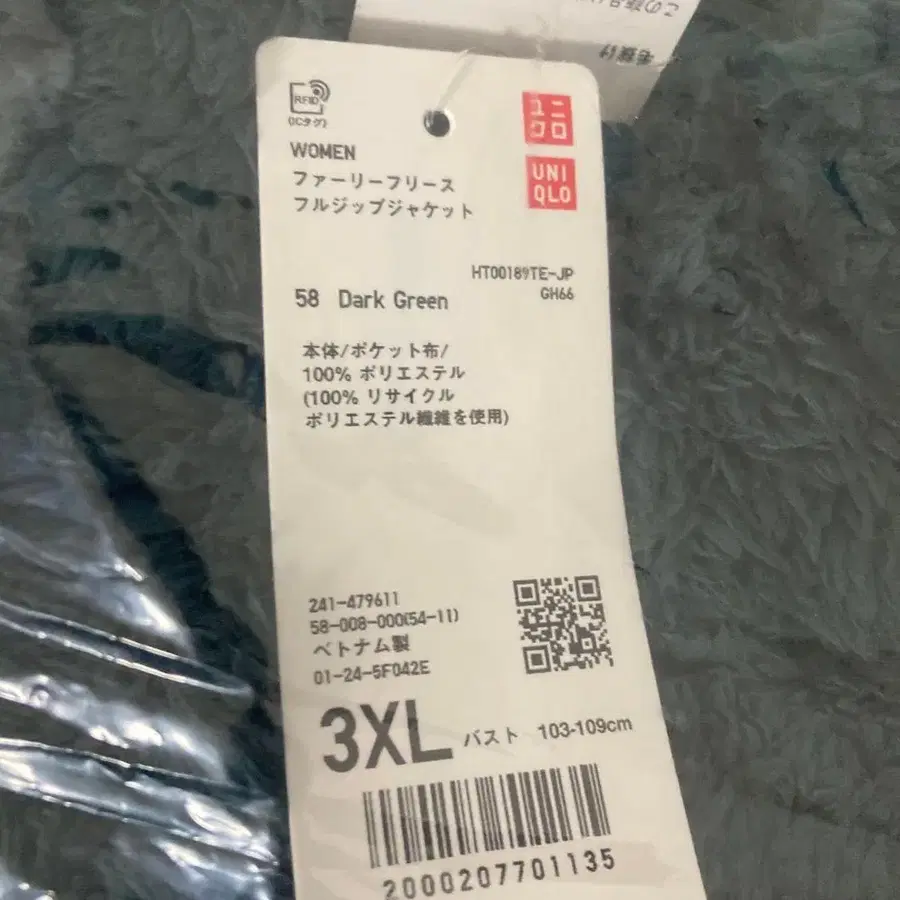 毛抜け
RFID
(ICタグ)
ユニ
クロ
UNI
QLO
WOMEN
ファーリーフリース
フルジップジャケット
HT00189TE-JP
GH66
58 Dark Green
本体/ポケット布/
100% ポリエステル
(100% リサイクル
ポリエステル繊維を使用)
241-479611
58-008-000(54-11)
ベトナム製
01-24-5F042E
3XL バスト 103-109cm
2000207701135